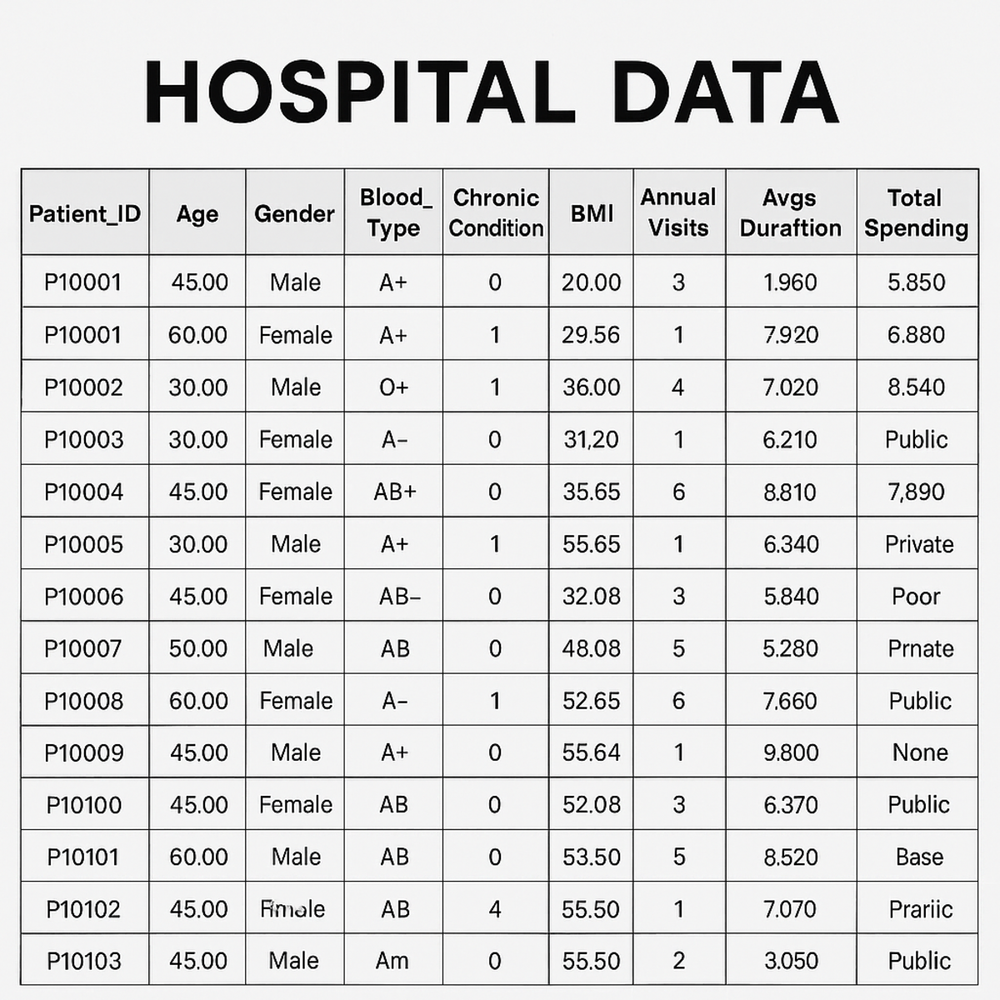 HOSPITAL DATA
Patient_ID Age Gender Blood_ Type Chronic Condition BMI Annual Visits Avgs Duraftion Total Spending
P10001 45.00 Male A+ 0 20.00 3 1.960 5.850
P10001 60.00 Female A+ 1 29.56 1 7.920 6.880
P10002 30.00 Male O+ 1 36.00 4 7.020 8.540
P10003 30.00 Female A– 0 31,20 1 6.210 Public
P10004 45.00 Female AB+ 0 35.65 6 8.810 7,890
P10005 30.00 Male A+ 1 55.65 1 6.340 Private
P10006 45.00 Female AB– 0 32.08 3 5.840 Poor
P10007 50.00 Male AB 0 48.08 5 5.280 Prnate
P10008 60.00 Female A– 1 52.65 6 7.660 Public
P10009 45.00 Male A+ 0 55.64 1 9.800 None
P10100 45.00 Female AB 0 52.08 3 6.370 Public
P10101 60.00 Male AB 0 53.50 5 8.520 Base
P10102 45.00 AB 4 55.50 1 7.070 Prariic
P10103 45.00 Male Am 0 55.50 2 3.050 Public